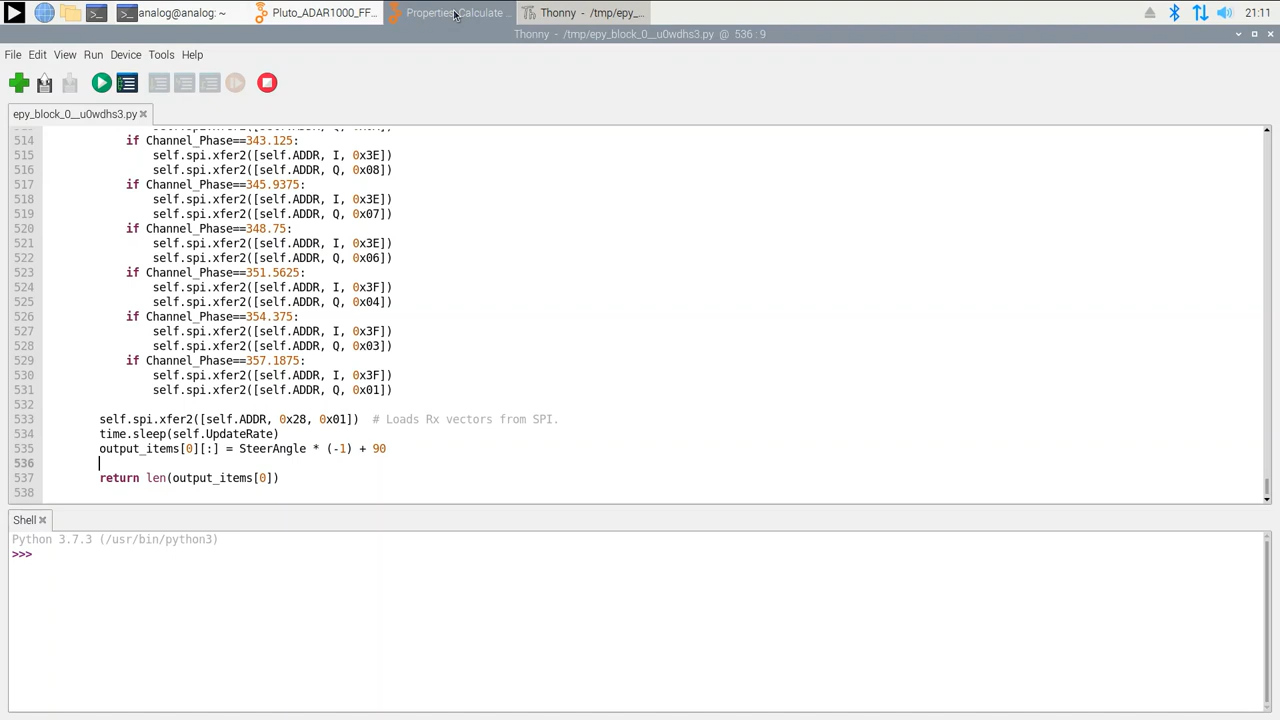 analog@analog: ~
Pluto_ADAR1000_FF...
Properties: Calculate ...
Thonny - /tmp/epy_...
21:11
Thonny - /tmp/epy_block_0__u0wdhs3.py @ 536 : 9
File Edit View Run Device Tools Help
epy_block_0__u0wdhs3.py
514 if Channel_Phase==343.125:
515 self.spi.xfer2([self.ADDR, I, 0x3E])
516 self.spi.xfer2([self.ADDR, Q, 0x08])
517 if Channel_Phase==345.9375:
518 self.spi.xfer2([self.ADDR, I, 0x3E])
519 self.spi.xfer2([self.ADDR, Q, 0x07])
520 if Channel_Phase==348.75:
521 self.spi.xfer2([self.ADDR, I, 0x3E])
522 self.spi.xfer2([self.ADDR, Q, 0x06])
523 if Channel_Phase==351.5625:
524 self.spi.xfer2([self.ADDR, I, 0x3F])
525 self.spi.xfer2([self.ADDR, Q, 0x04])
526 if Channel_Phase==354.375:
527 self.spi.xfer2([self.ADDR, I, 0x3F])
528 self.spi.xfer2([self.ADDR, Q, 0x03])
529 if Channel_Phase==357.1875:
530 self.spi.xfer2([self.ADDR, I, 0x3F])
531 self.spi.xfer2([self.ADDR, Q, 0x01])
532
533 self.spi.xfer2([self.ADDR, 0x28, 0x01]) # Loads Rx vectors from SPI.
534 time.sleep(self.UpdateRate)
535 output_items[0][:] = SteerAngle * (-1) + 90
536
537 return len(output_items[0])
538
Shell
Python 3.7.3 (/usr/bin/python3)
>>>